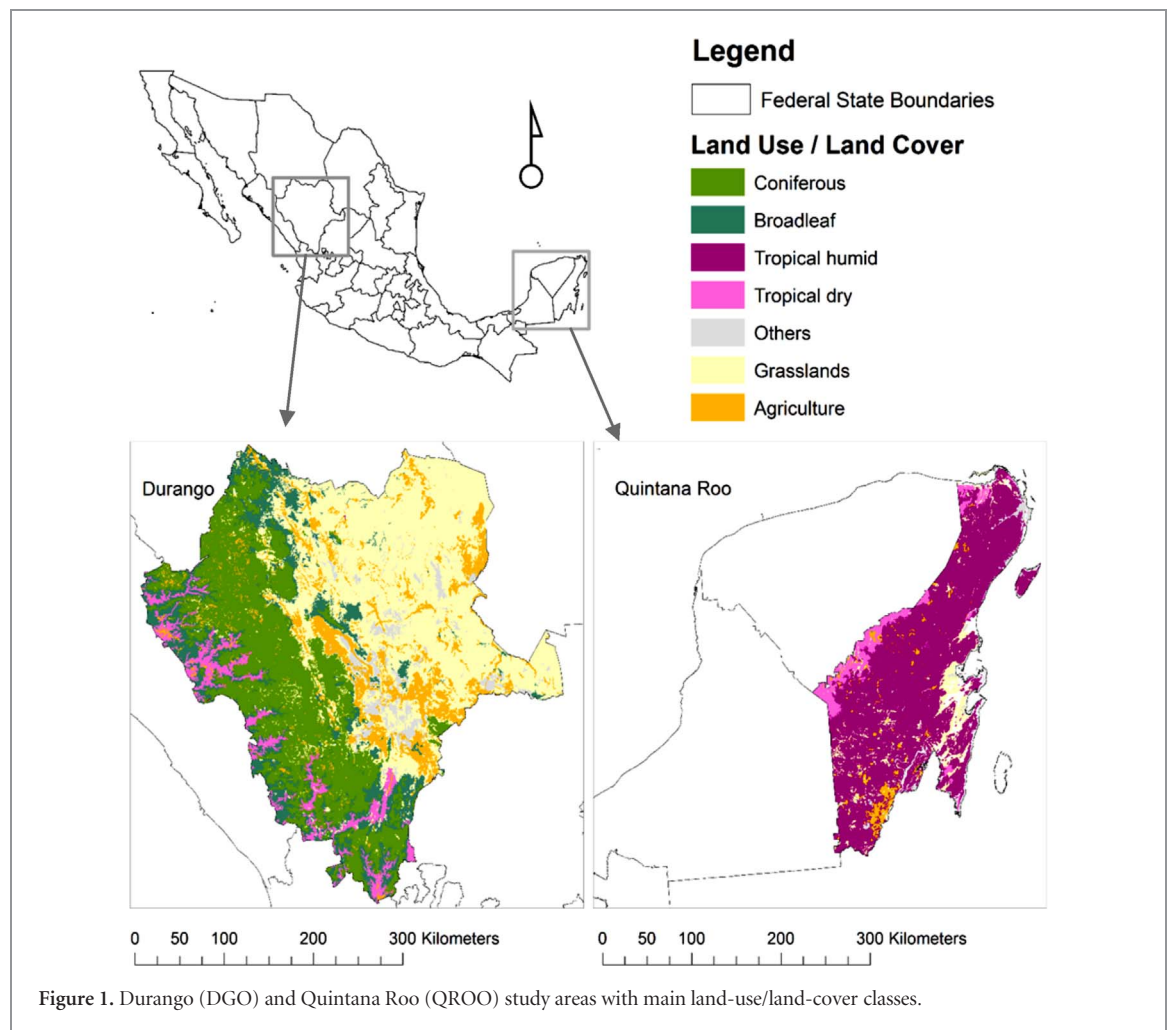 Legend
Federal State Boundaries
Land Use / Land Cover
Coniferous
Broadleaf
Tropical humid
Tropical dry
Others
Grasslands
Agriculture
Durango
Quintana Roo
0 50 100 200 300 Kilometers
0 50 100 200 300 Kilometers
Figure 1. Durango (DGO) and Quintana Roo (QROO) study areas with main land-use/land-cover classes.